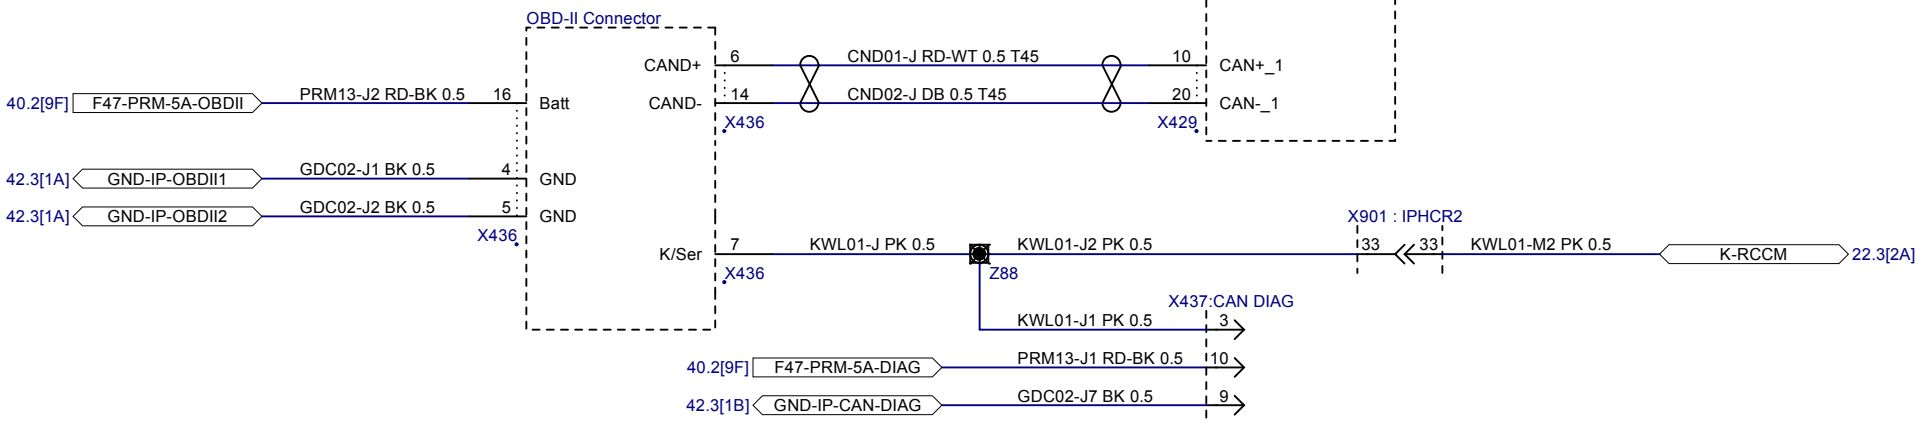 OBD-II Connector
CAND+ 6 CND01-J RD-WT 0.5 T45 10 CAN+_1
40.2[9F] F47-PRM-5A-OBDII PRM13-J2 RD-BK 0.5 16 Batt CAND- 14 CND02-J DB 0.5 T45 20 CAN-_1
X436 X429
42.3[1A] GND-IP-OBDII1 GDC02-J1 BK 0.5 4 GND
42.3[1A] GND-IP-OBDII2 GDC02-J2 BK 0.5 5 GND X901 : IPHCR2
X436
K/Ser 7 KWL01-J PK 0.5 KWL01-J2 PK 0.5 33 33 KWL01-M2 PK 0.5 K-RCCM 22.3[2A]
X436 Z88
X437:CAN DIAG
KWL01-J1 PK 0.5 3
40.2[9F] F47-PRM-5A-DIAG PRM13-J1 RD-BK 0.5 10
42.3[1B] GND-IP-CAN-DIAG GDC02-J7 BK 0.5 9